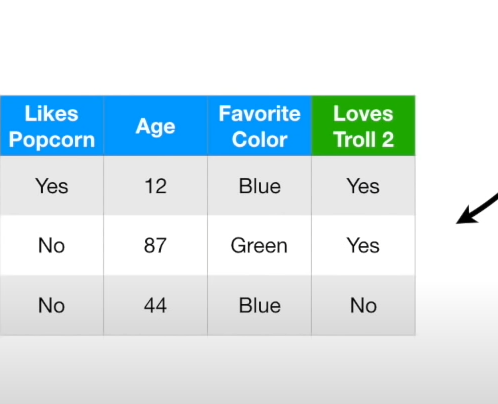 Likes Popcorn Age Favorite Color Loves Troll 2
Yes 12 Blue Yes
No 87 Green Yes
No 44 Blue No